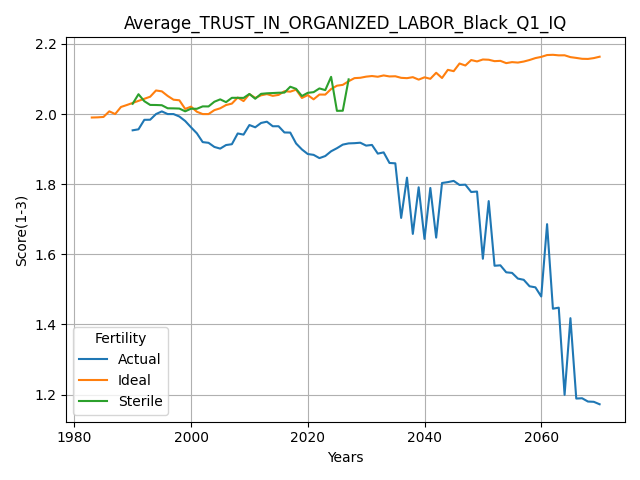 Average_TRUST_IN_ORGANIZED_LABOR_Black_Q1_IQ
Score(1-3)
2.2
2.0
1.8
1.6
1.4
1.2
Fertility
Actual
Ideal
Sterile
1980
2000
2020
2040
2060
Years